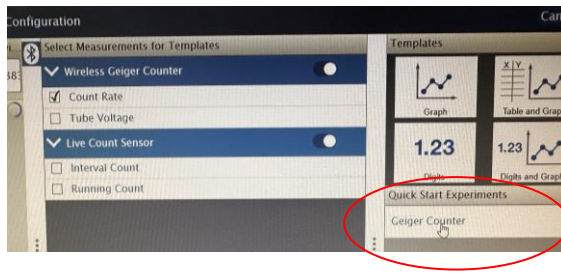 Configuration
Select Measurements for Templates
Wireless Geiger Counter
Count Rate
Tube Voltage
Live Count Sensor
Interval Count
Running Count
Templates
Graph
X Y
Table and Grap
1.23
Digits
1.23
Digits and Graph
Quick Start Experiments
Geiger Counter